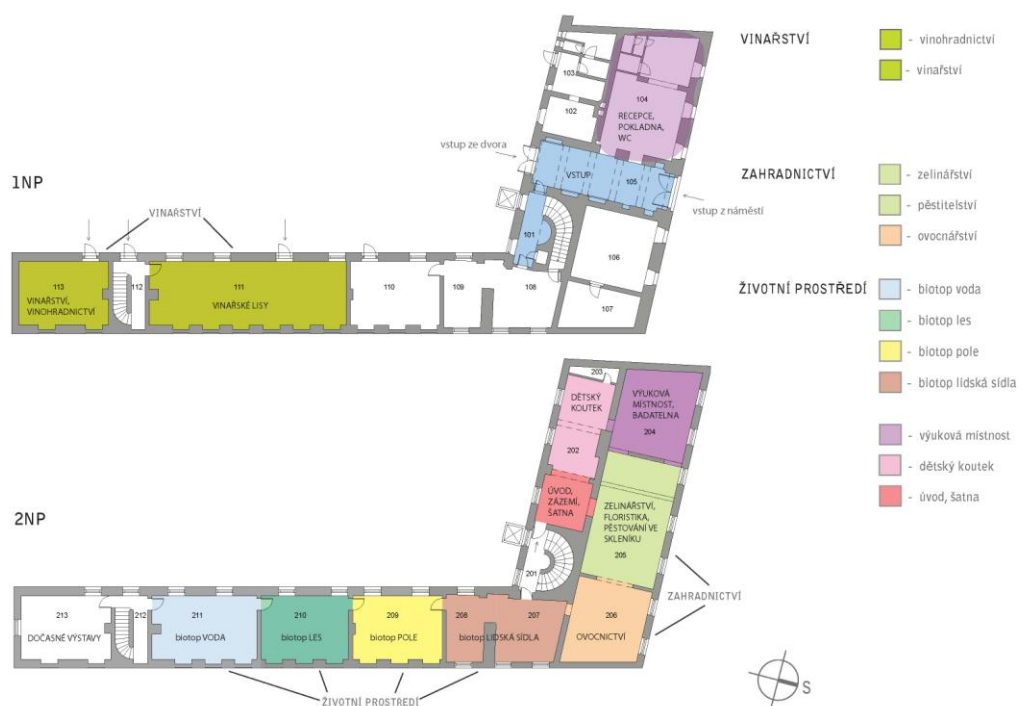 1NP
VINAŘSTVÍ
vstup ze dvora
vstup z náměstí
103
102
104
RECEPCE,
POKLADNA,
WC
VSTUP
105
101
106
107
108
109
110
111
VINAŘSKÉ LISY
112
113
VINAŘSTVÍ,
VINOHRADNICTVÍ
2NP
203
DĚTSKÝ
KOUTEK
202
VÝUKOVÁ
MÍSTNOST,
BADATELNA
204
ÚVOD,
ZÁZEMÍ,
ŠATNA
ZELINÁŘSTVÍ,
FLORISTIKA,
PĚSTOVÁNÍ VE
SKLENÍKU
205
201
ZAHRADNICTVÍ
213
DOČASNÉ VÝSTAVY
212
211
biotop VODA
210
biotop LES
209
biotop POLE
208
207
biotop LIDSKÁ SÍDLA
206
OVOCNICTVÍ
ŽIVOTNÍ PROSTŘEDÍ
S
VINAŘSTVÍ
- vinohradnictví
- vinařství
ZAHRADNICTVÍ
- zelinářství
- pěstitelství
- ovocnářství
ŽIVOTNÍ PROSTŘEDÍ
- biotop voda
- biotop les
- biotop pole
- biotop lidská sídla
- výuková místnost
- dětský koutek
- úvod, šatna